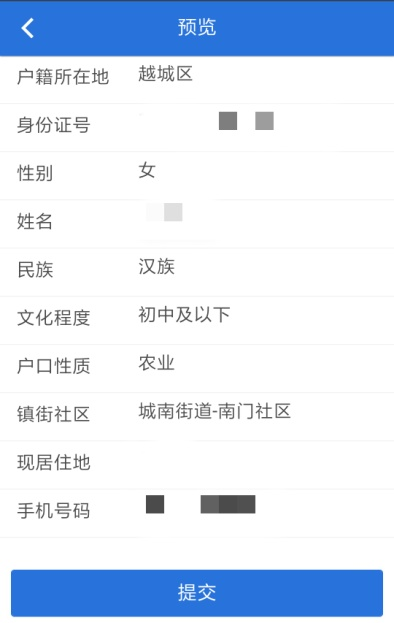 预览
户籍所在地 越城区
身份证号
性别 女
姓名
民族 汉族
文化程度 初中及以下
户口性质 农业
镇街社区 城南街道-南门社区
现居住地
手机号码
提交